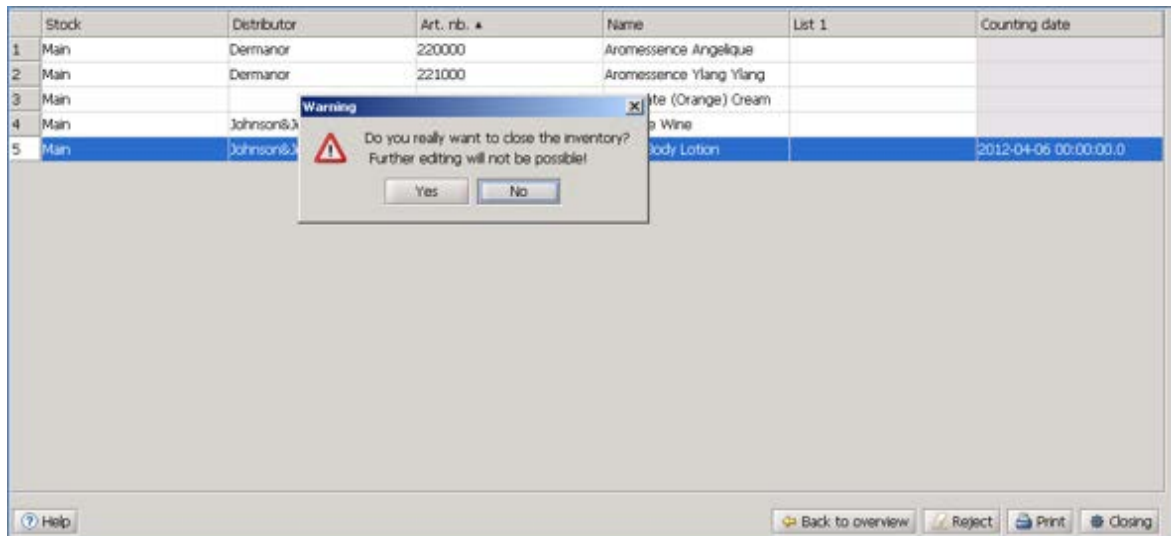 Stock Distributor Art. nb. Name List 1 Counting date
1 Main Dermanor 220000 Aromessence Angelique
2 Main Dermanor 221000 Aromessence Ylang Ylang
3 Main (Orange) Cream
Warning
4 Main Wine
Do you really want to close the inventory?
5 Main Body Lotion 2012-04-06 00:00:00.0
Further editing will not be possible!
Yes No
Help Back to overview Reject Print Closing